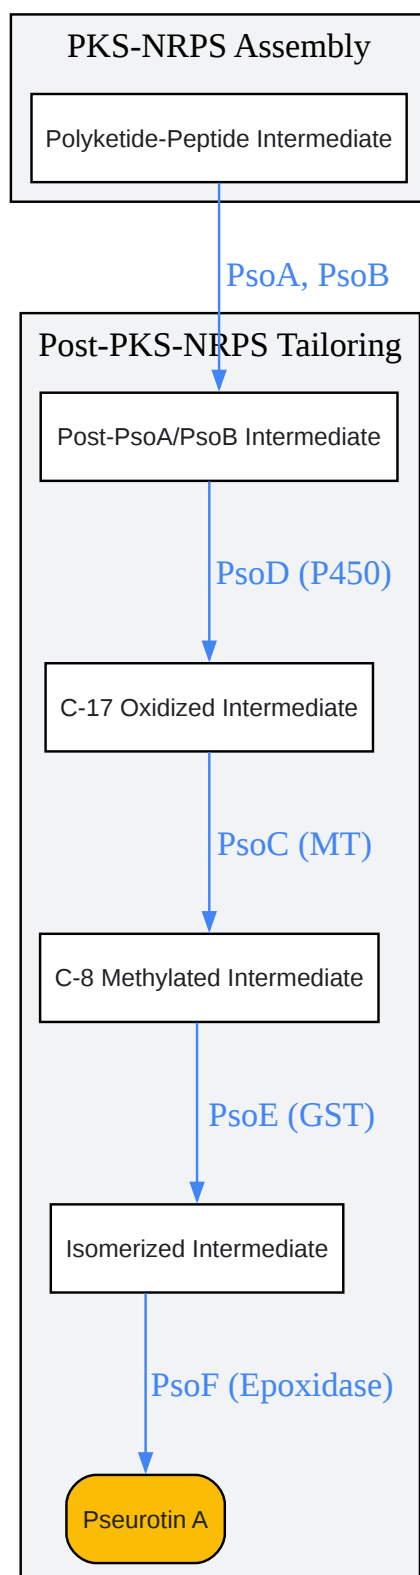 PKS-NRPS Assembly
Polyketide-Peptide Intermediate
PsoA, PsoB
Post-PKS-NRPS Tailoring
Post-PsoA/PsoB Intermediate
PsoD (P450)
C-17 Oxidized Intermediate
PsoC (MT)
C-8 Methylated Intermediate
PsoE (GST)
Isomerized Intermediate
PsoF (Epoxidase)
Pseurotin A